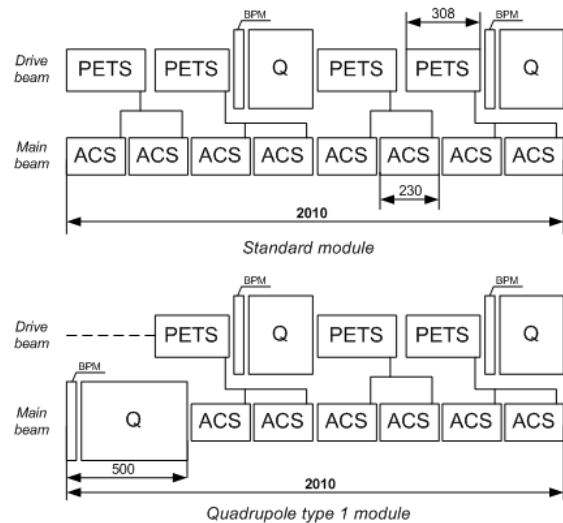 BPM
BPM
308
Drive beam
PETS
PETS
Q
PETS
PETS
Q
Main beam
ACS
ACS
ACS
ACS
ACS
ACS
ACS
ACS
230
2010
Standard module
BPM
BPM
Drive beam
PETS
Q
PETS
PETS
Q
BPM
Main beam
Q
ACS
ACS
ACS
ACS
ACS
ACS
500
2010
Quadrupole type 1 module